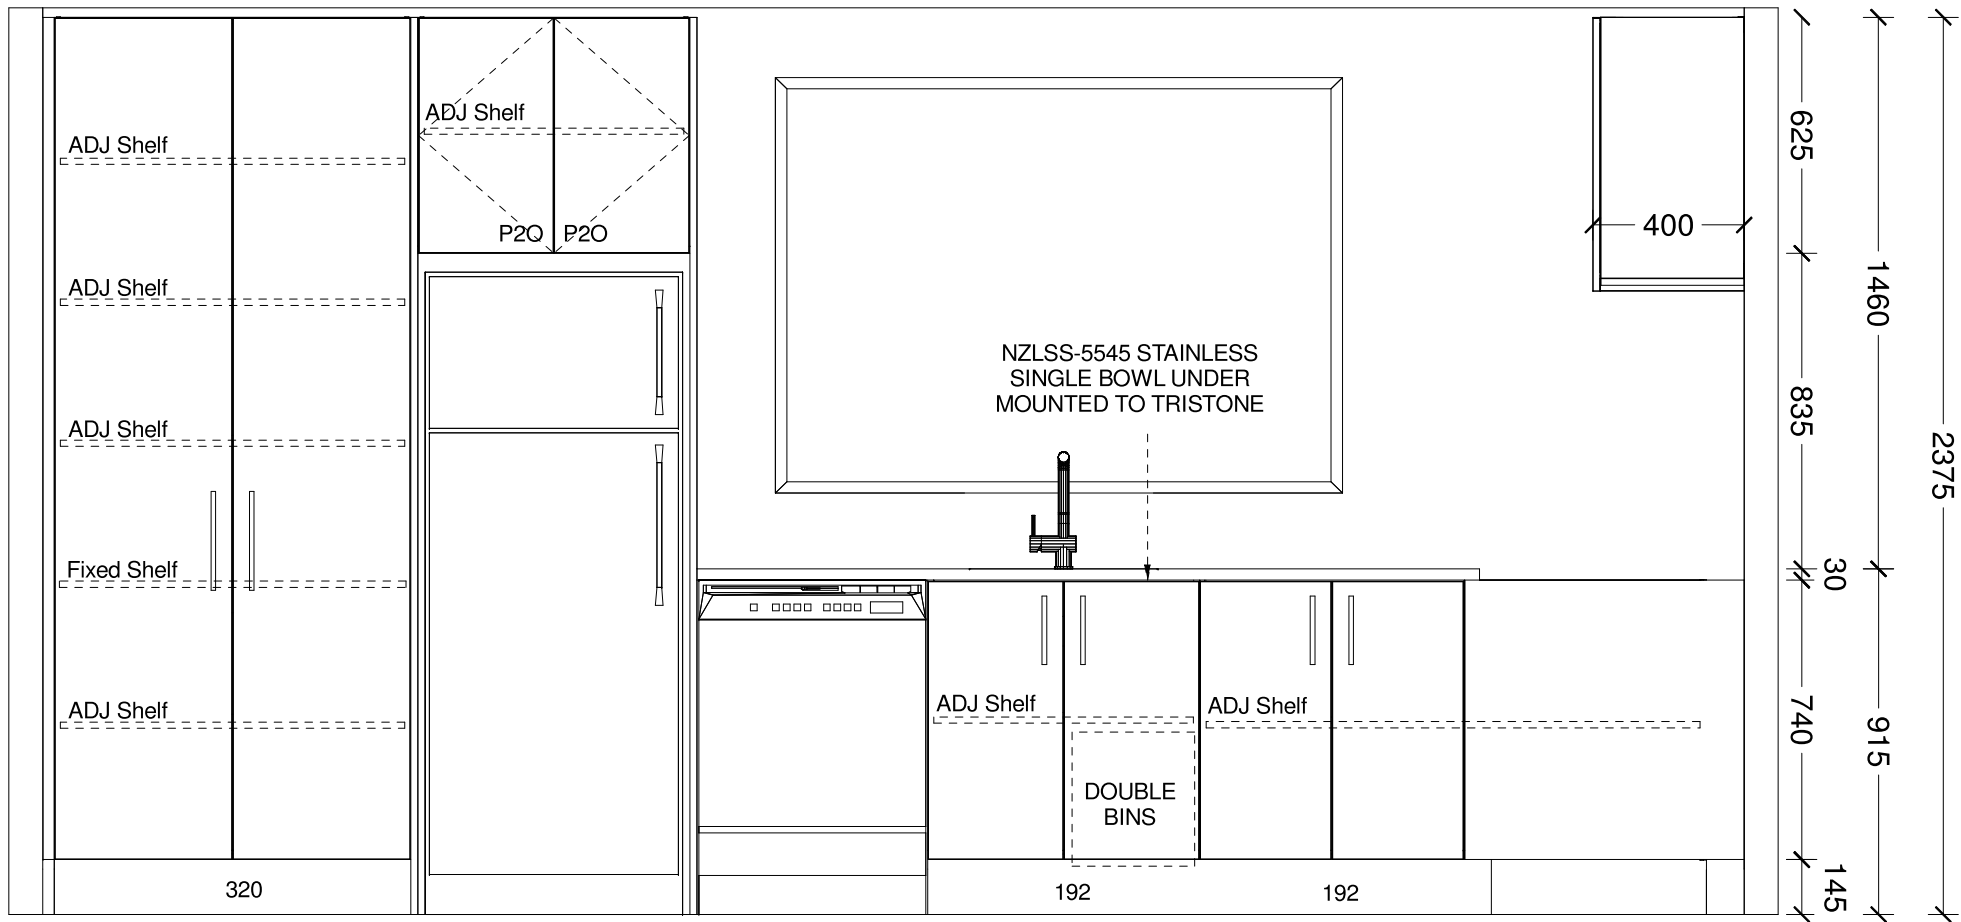 ADJ Shelf
ADJ Shelf
ADJ Shelf
Fixed Shelf
ADJ Shelf
320
ADJ Shelf
P2O
P2O
NZLSS-5545 STAINLESS
SINGLE BOWL UNDER
MOUNTED TO TRISTONE
ADJ Shelf
DOUBLE
BINS
ADJ Shelf
192
192
400
625
835
30
740
145
1460
915
2375